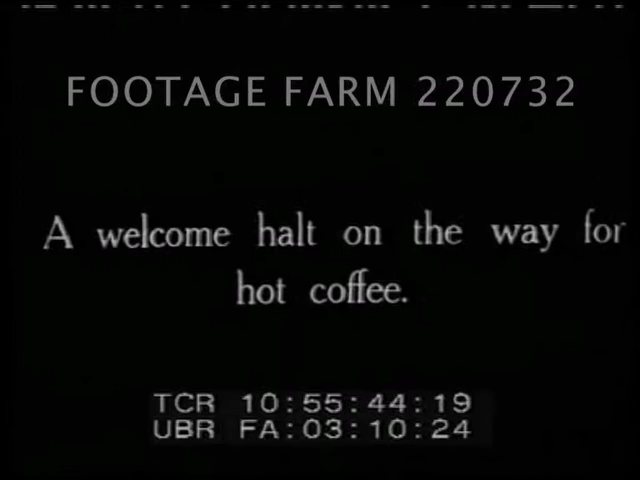 FOOTAGE FARM 220732
A welcome halt on the way for
hot coffee.
TCR 10:55:44:19
UBR FA:03:10:24